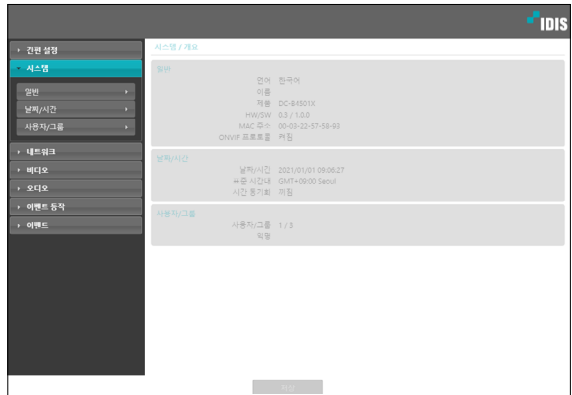 IDIS
간편 설정
시스템
일반
날짜/시간
사용자/그룹
네트워크
비디오
오디오
이벤트 동작
이벤트
시스템 / 개요
일반
언어 한국어
이름
제품 DC-B4501X
HW/SW 0.3 / 1.0.0
MAC 주소 00-03-22-57-58-93
ONVIF 프로토콜 켜짐
날짜/시간
날짜/시간 2021/01/01 09:06:27
표준 시간대 GMT+09:00 Seoul
시간 동기화 꺼짐
사용자/그룹
사용자/그룹 1 / 3
익명
저장